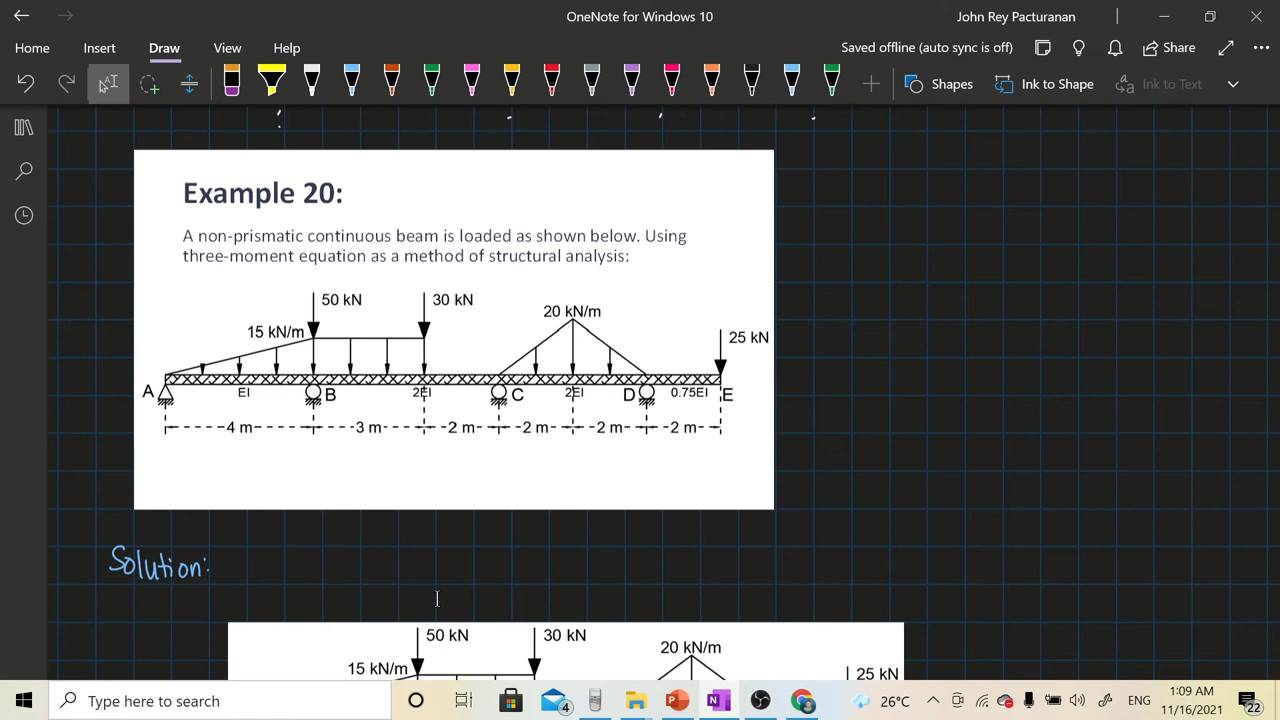 OneNote for Windows 10
John Rey Pacturanan
Home Insert Draw View Help
Saved offline (auto sync is off)
Share
Shapes
Ink to Shape
Ink to Text
Example 20:
A non-prismatic continuous beam is loaded as shown below. Using
three-moment equation as a method of structural analysis:
50 kN
30 kN
20 kN/m
15 kN/m
25 kN
A EI B 2EI C 2EI D 0.75EI E
4 m 3 m 2 m 2 m 2 m 2 m
Solution:
50 kN
30 kN
20 kN/m
15 kN/m
25 kN
Type here to search
4
26°C
ENG
1:09 AM
11/16/2021
22